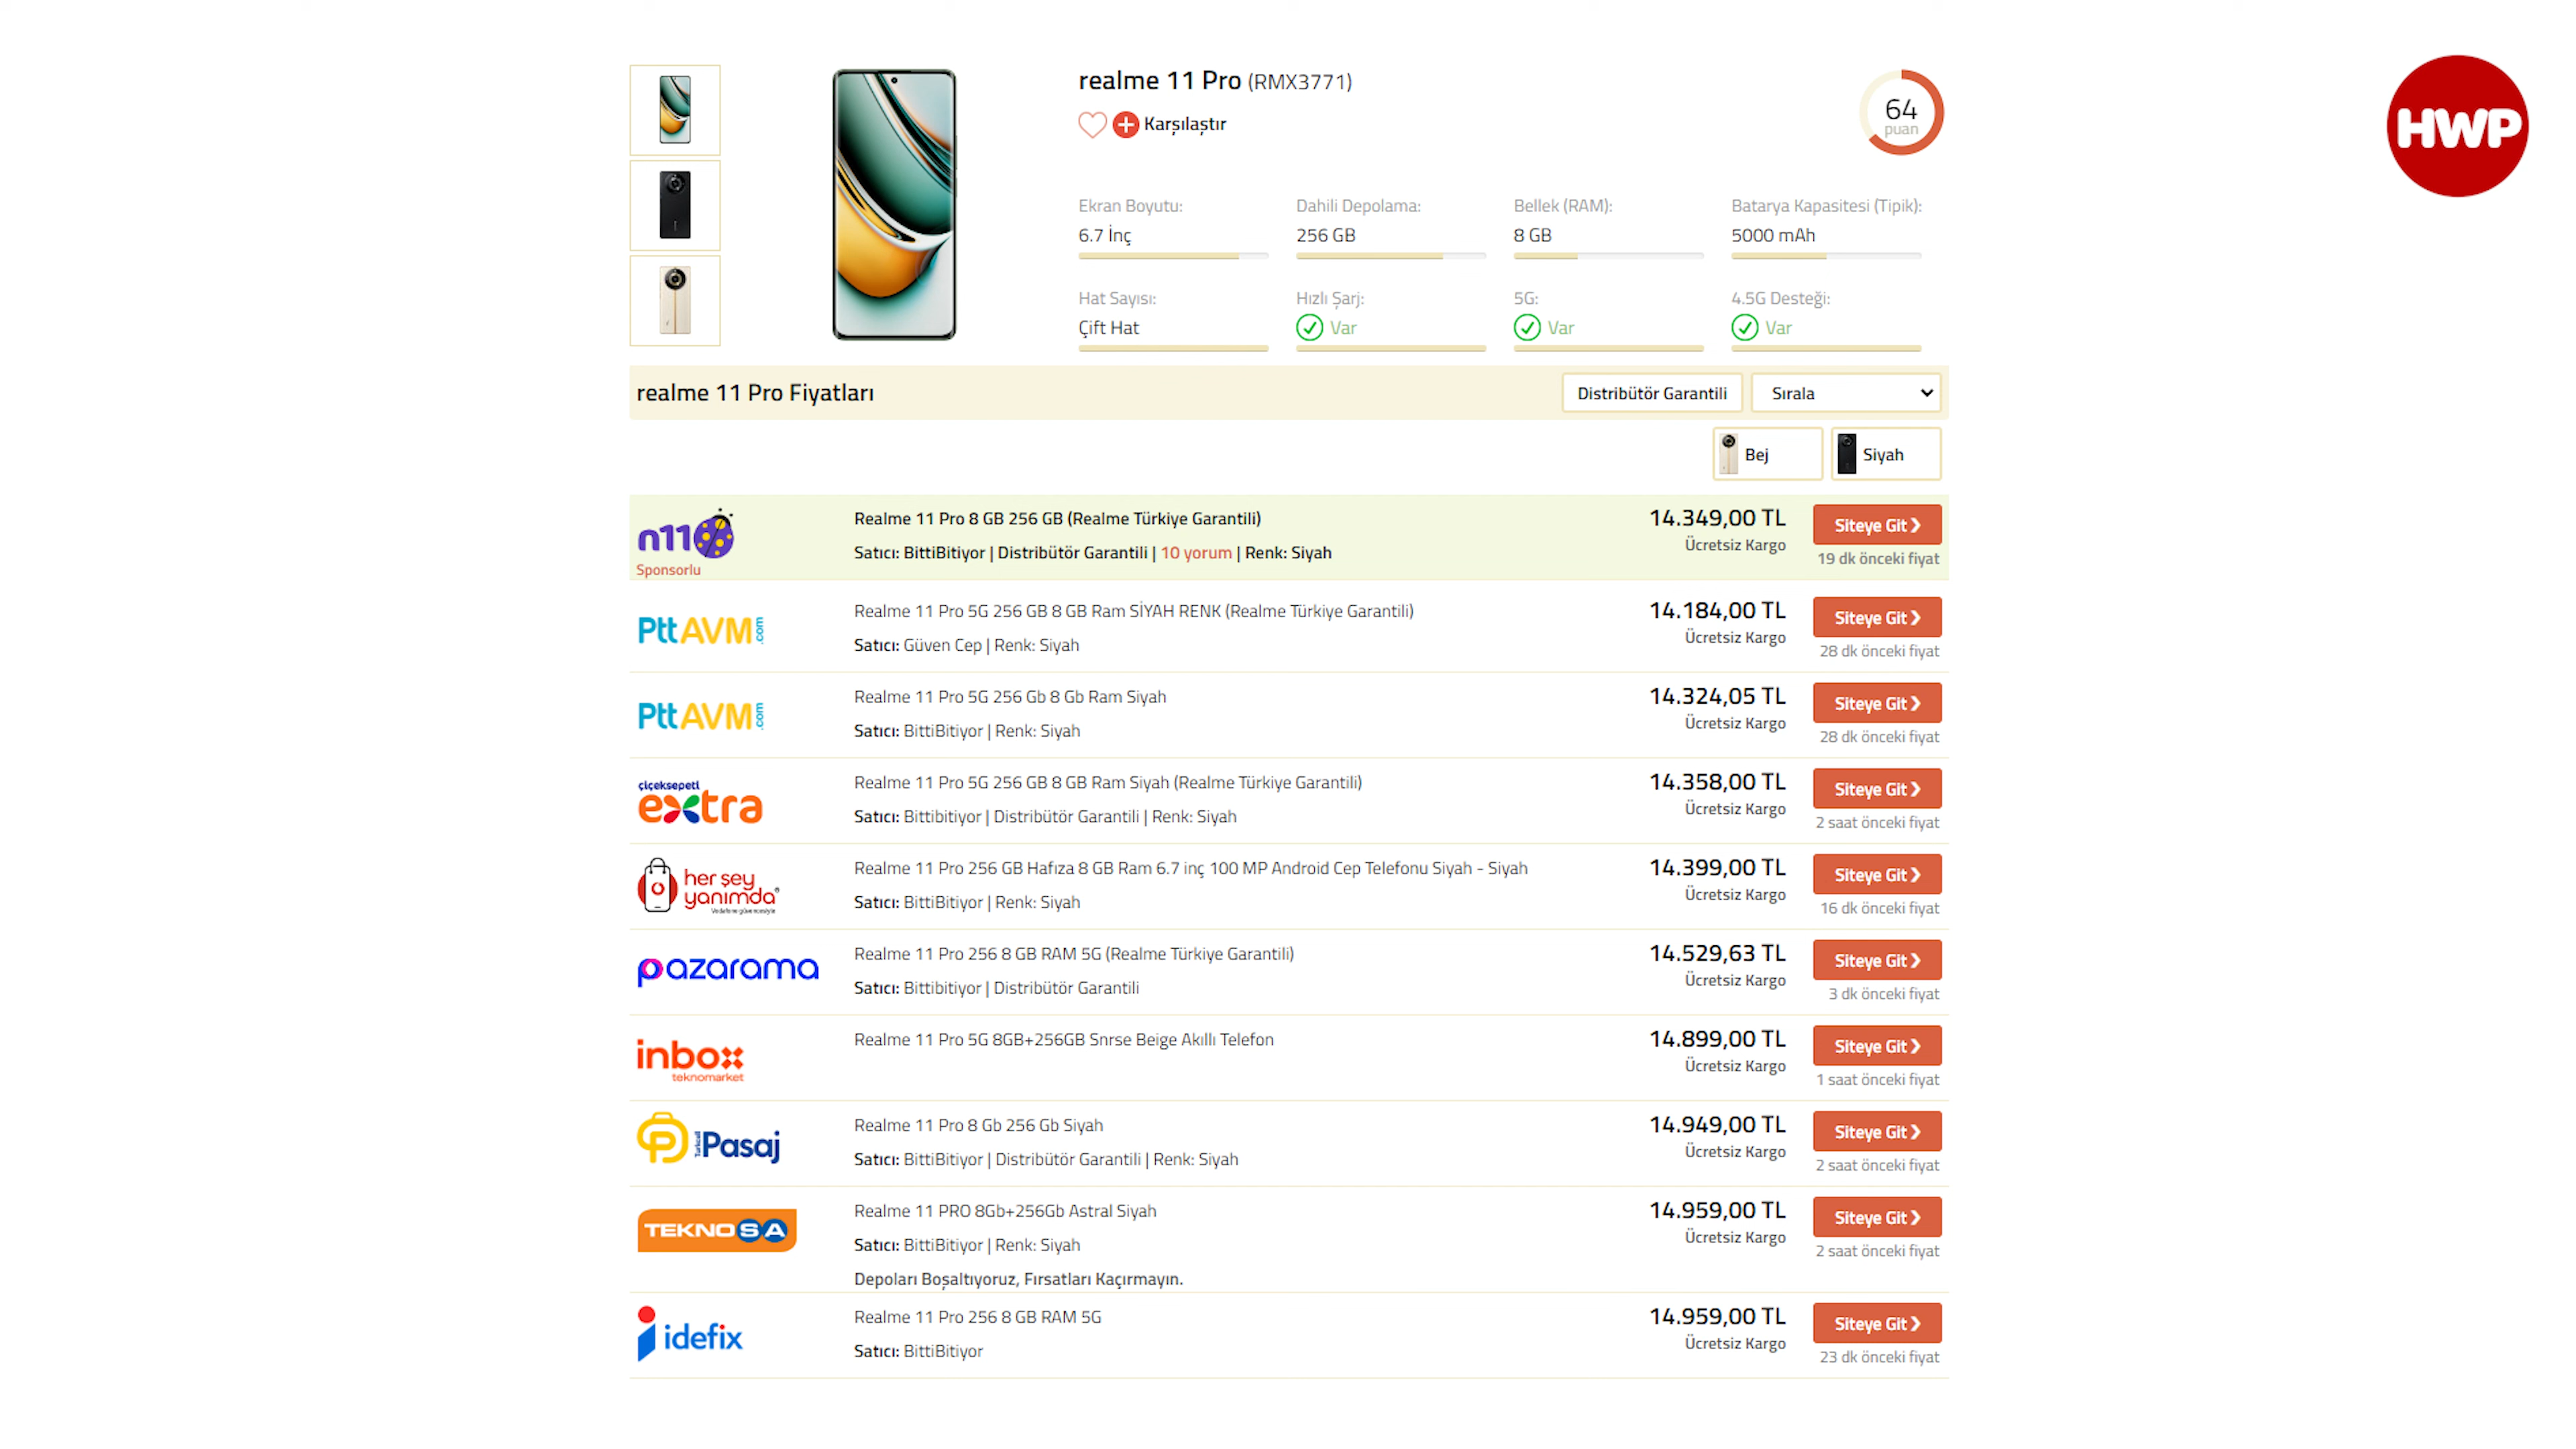 HWP
realme 11 Pro (RMX3771)
Karşılaştır
64
puan
Ekran Boyutu:
6.7 İnç
Dahili Depolama:
256 GB
Bellek (RAM):
8 GB
Batarya Kapasitesi (Tipik):
5000 mAh
Hat Sayısı:
Çift Hat
Hızlı Şarj:
Var
5G:
Var
4.5G Desteği:
Var
realme 11 Pro Fiyatları
Distribütör Garantili
Sırala
Bej
Siyah
n11
Sponsorlu
Realme 11 Pro 8 GB 256 GB (Realme Türkiye Garantili)
Satıcı: BittiBitiyor | Distribütör Garantili | 10 yorum | Renk: Siyah
14.349,00 TL
Ücretsiz Kargo
Siteye Git
19 dk önceki fiyat
PttAVM.com
Realme 11 Pro 5G 256 GB 8 GB Ram SİYAH RENK (Realme Türkiye Garantili)
Satıcı: Güven Cep | Renk: Siyah
14.184,00 TL
Ücretsiz Kargo
Siteye Git
28 dk önceki fiyat
PttAVM.com
Realme 11 Pro 5G 256 Gb 8 Gb Ram Siyah
Satıcı: BittiBitiyor | Renk: Siyah
14.324,05 TL
Ücretsiz Kargo
Siteye Git
28 dk önceki fiyat
çiçeksepeti
extra
Realme 11 Pro 5G 256 GB 8 GB Ram Siyah (Realme Türkiye Garantili)
Satıcı: Bittibitiyor | Distribütör Garantili | Renk: Siyah
14.358,00 TL
Ücretsiz Kargo
Siteye Git
2 saat önceki fiyat
her şey
yanımda
Vodafone güvencesiyle
Realme 11 Pro 256 GB Hafıza 8 GB Ram 6.7 inç 100 MP Android Cep Telefonu Siyah - Siyah
Satıcı: BittiBitiyor | Renk: Siyah
14.399,00 TL
Ücretsiz Kargo
Siteye Git
16 dk önceki fiyat
pazarama
Realme 11 Pro 256 8 GB RAM 5G (Realme Türkiye Garantili)
Satıcı: Bittibitiyor | Distribütör Garantili
14.529,63 TL
Ücretsiz Kargo
Siteye Git
3 dk önceki fiyat
inbox
teknomarket
Realme 11 Pro 5G 8GB+256GB Snrse Beige Akıllı Telefon
14.899,00 TL
Ücretsiz Kargo
Siteye Git
1 saat önceki fiyat
Turkcell Pasaj
Realme 11 Pro 8 Gb 256 Gb Siyah
Satıcı: BittiBitiyor | Distribütör Garantili | Renk: Siyah
14.949,00 TL
Ücretsiz Kargo
Siteye Git
2 saat önceki fiyat
TEKNOSA
Realme 11 PRO 8Gb+256Gb Astral Siyah
Satıcı: BittiBitiyor | Renk: Siyah
Depoları Boşaltıyoruz, Fırsatları Kaçırmayın.
14.959,00 TL
Ücretsiz Kargo
Siteye Git
2 saat önceki fiyat
idefix
Realme 11 Pro 256 8 GB RAM 5G
Satıcı: BittiBitiyor
14.959,00 TL
Ücretsiz Kargo
Siteye Git
23 dk önceki fiyat